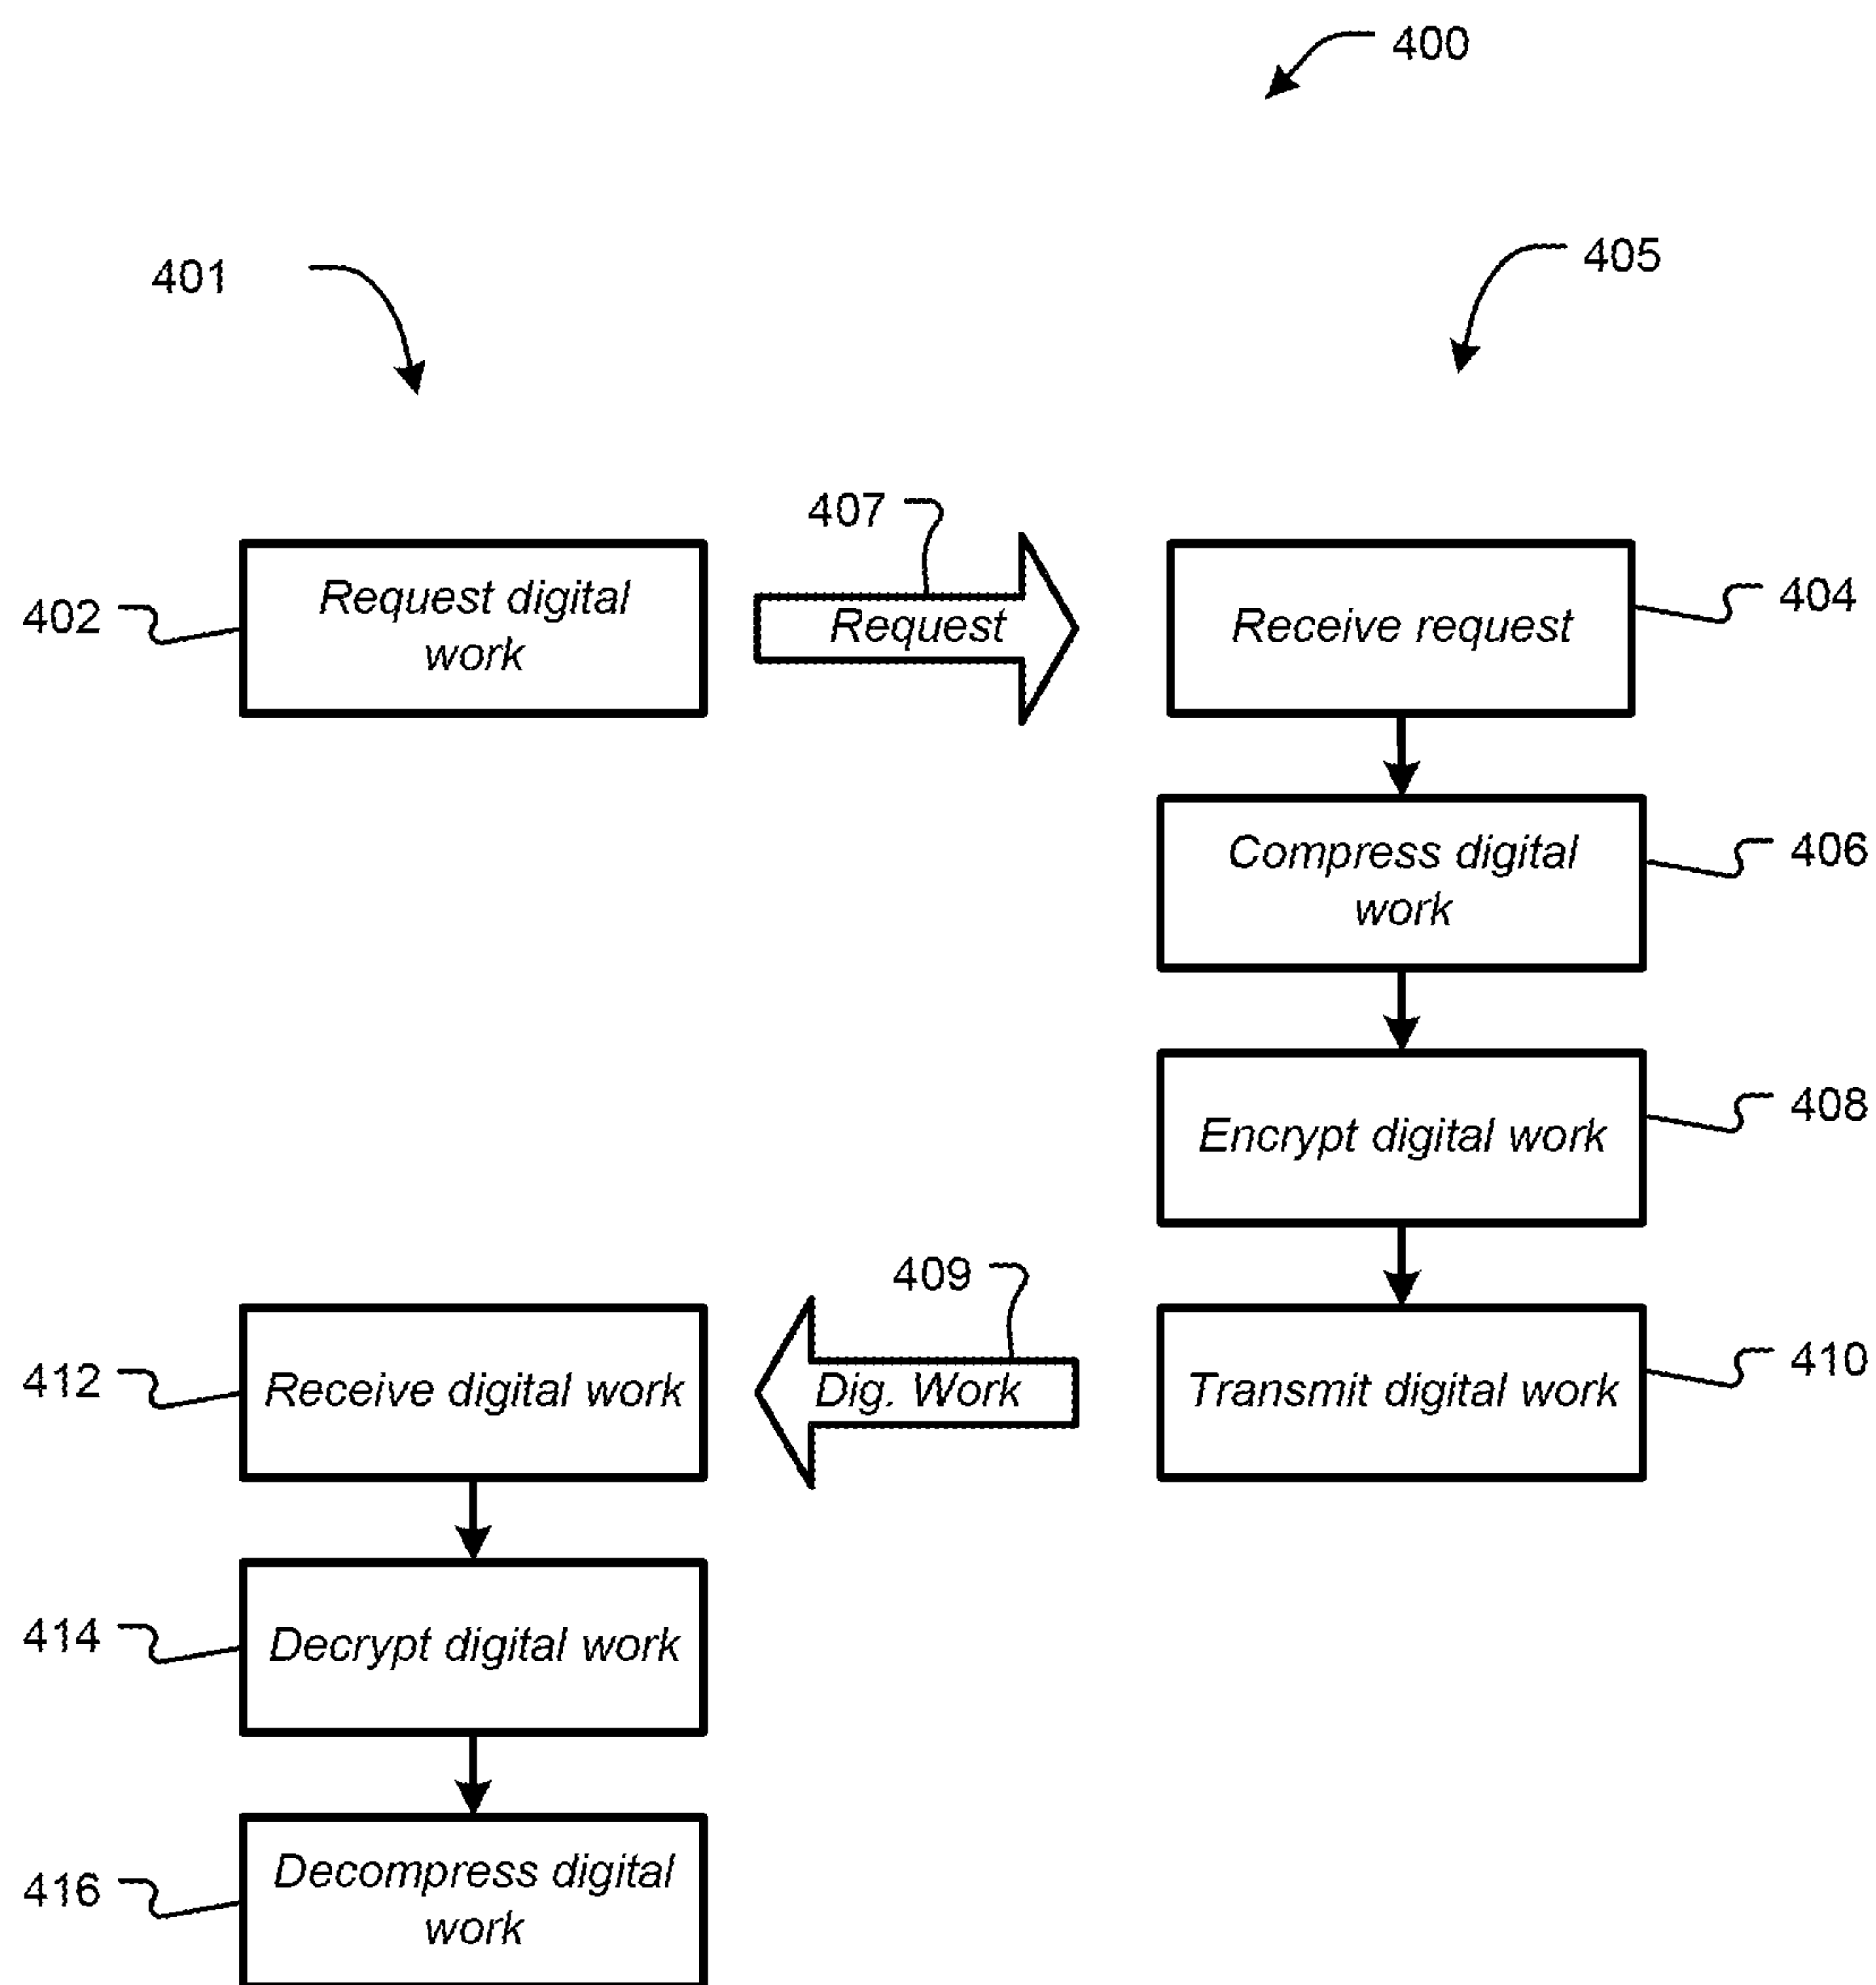 400
401
405
407
402
Request digital
work
Request
Receive request
404
Compress digital
work
406
Encrypt digital work
408
409
412
Receive digital work
Dig. Work
Transmit digital work
410
414
Decrypt digital work
416
Decompress digital
work